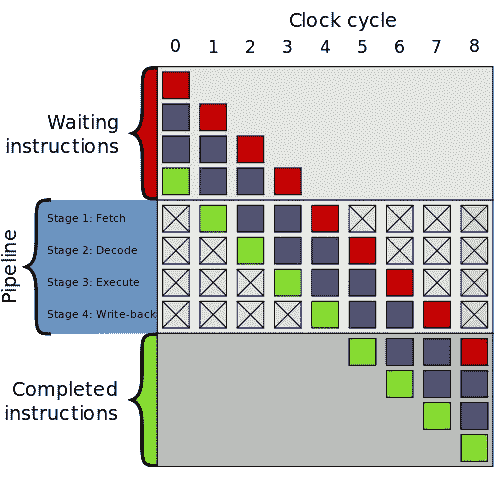 Clock cycle
0 1 2 3 4 5 6 7 8
Waiting
instructions
Pipeline
Stage 1: Fetch
Stage 2: Decode
Stage 3: Execute
Stage 4: Write-back
Completed
instructions